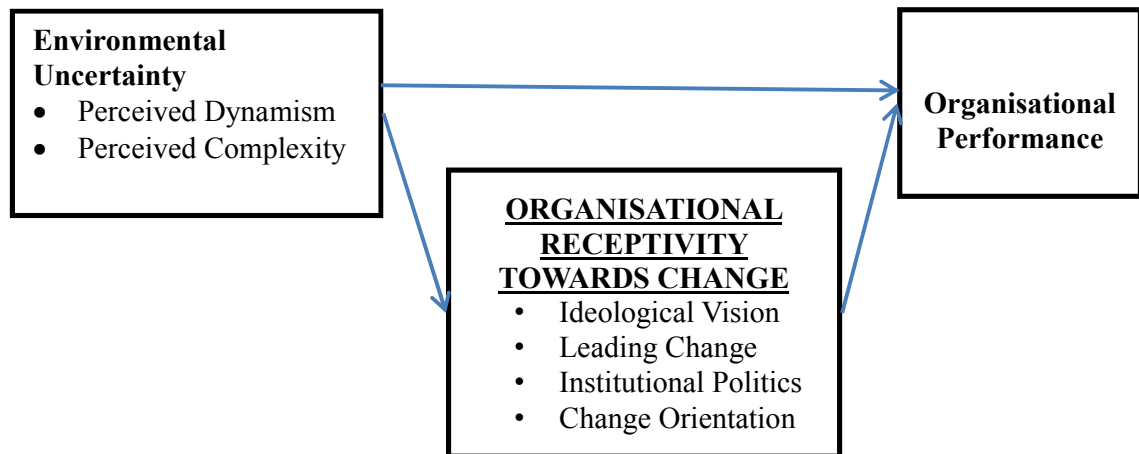 Environmental
Uncertainty
• Perceived Dynamism
• Perceived Complexity
Organisational
Performance
ORGANISATIONAL
RECEPTIVITY
TOWARDS CHANGE
• Ideological Vision
• Leading Change
• Institutional Politics
• Change Orientation